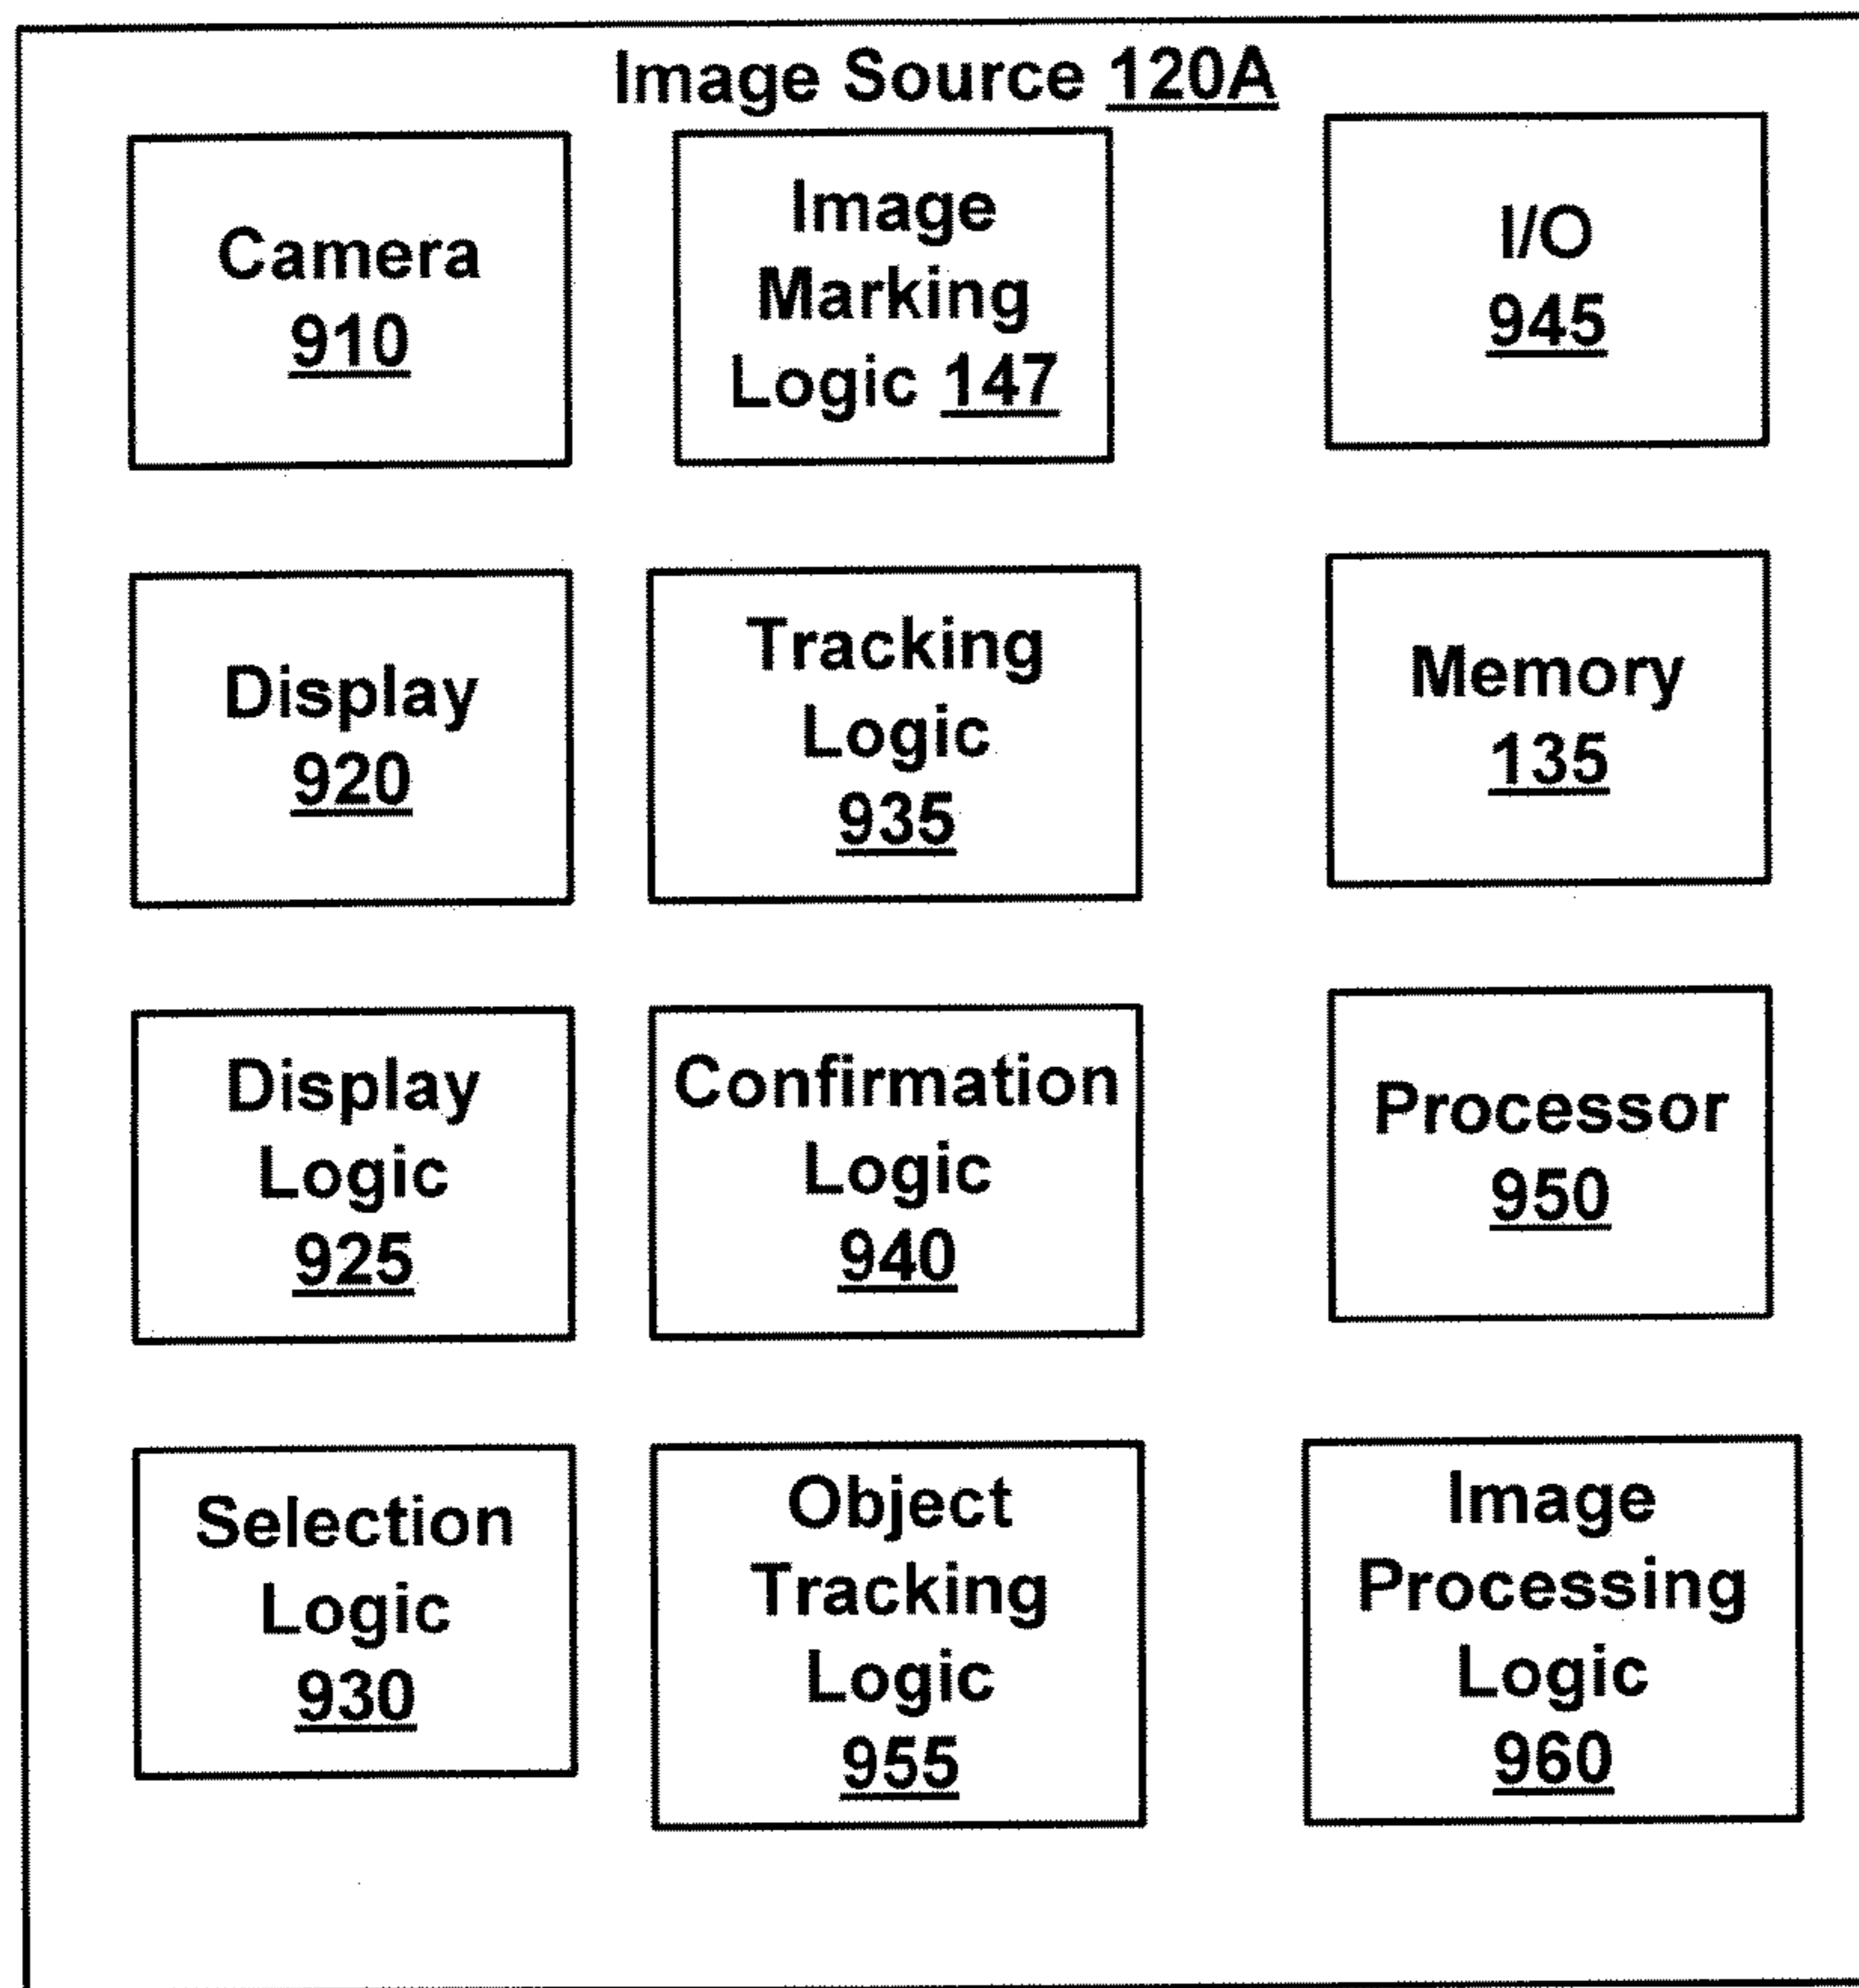 Image Source 120A
Camera
910
Image
Marking
Logic 147
I/O
945
Display
920
Tracking
Logic
935
Memory
135
Display
Logic
925
Confirmation
Logic
940
Processor
950
Selection
Logic
930
Object
Tracking
Logic
955
Image
Processing
Logic
960